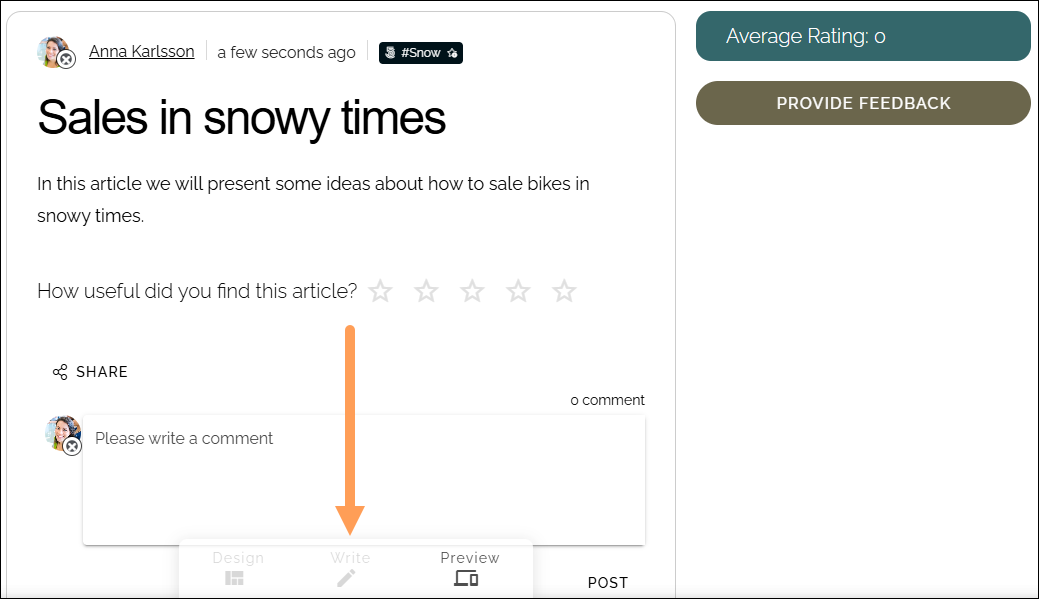 Anna Karlsson a few seconds ago #Snow
Sales in snowy times
In this article we will present some ideas about how to sale bikes in
snowy times.
How useful did you find this article?
SHARE
0 comment
Please write a comment
Design Write Preview
POST
Average Rating: 0
PROVIDE FEEDBACK